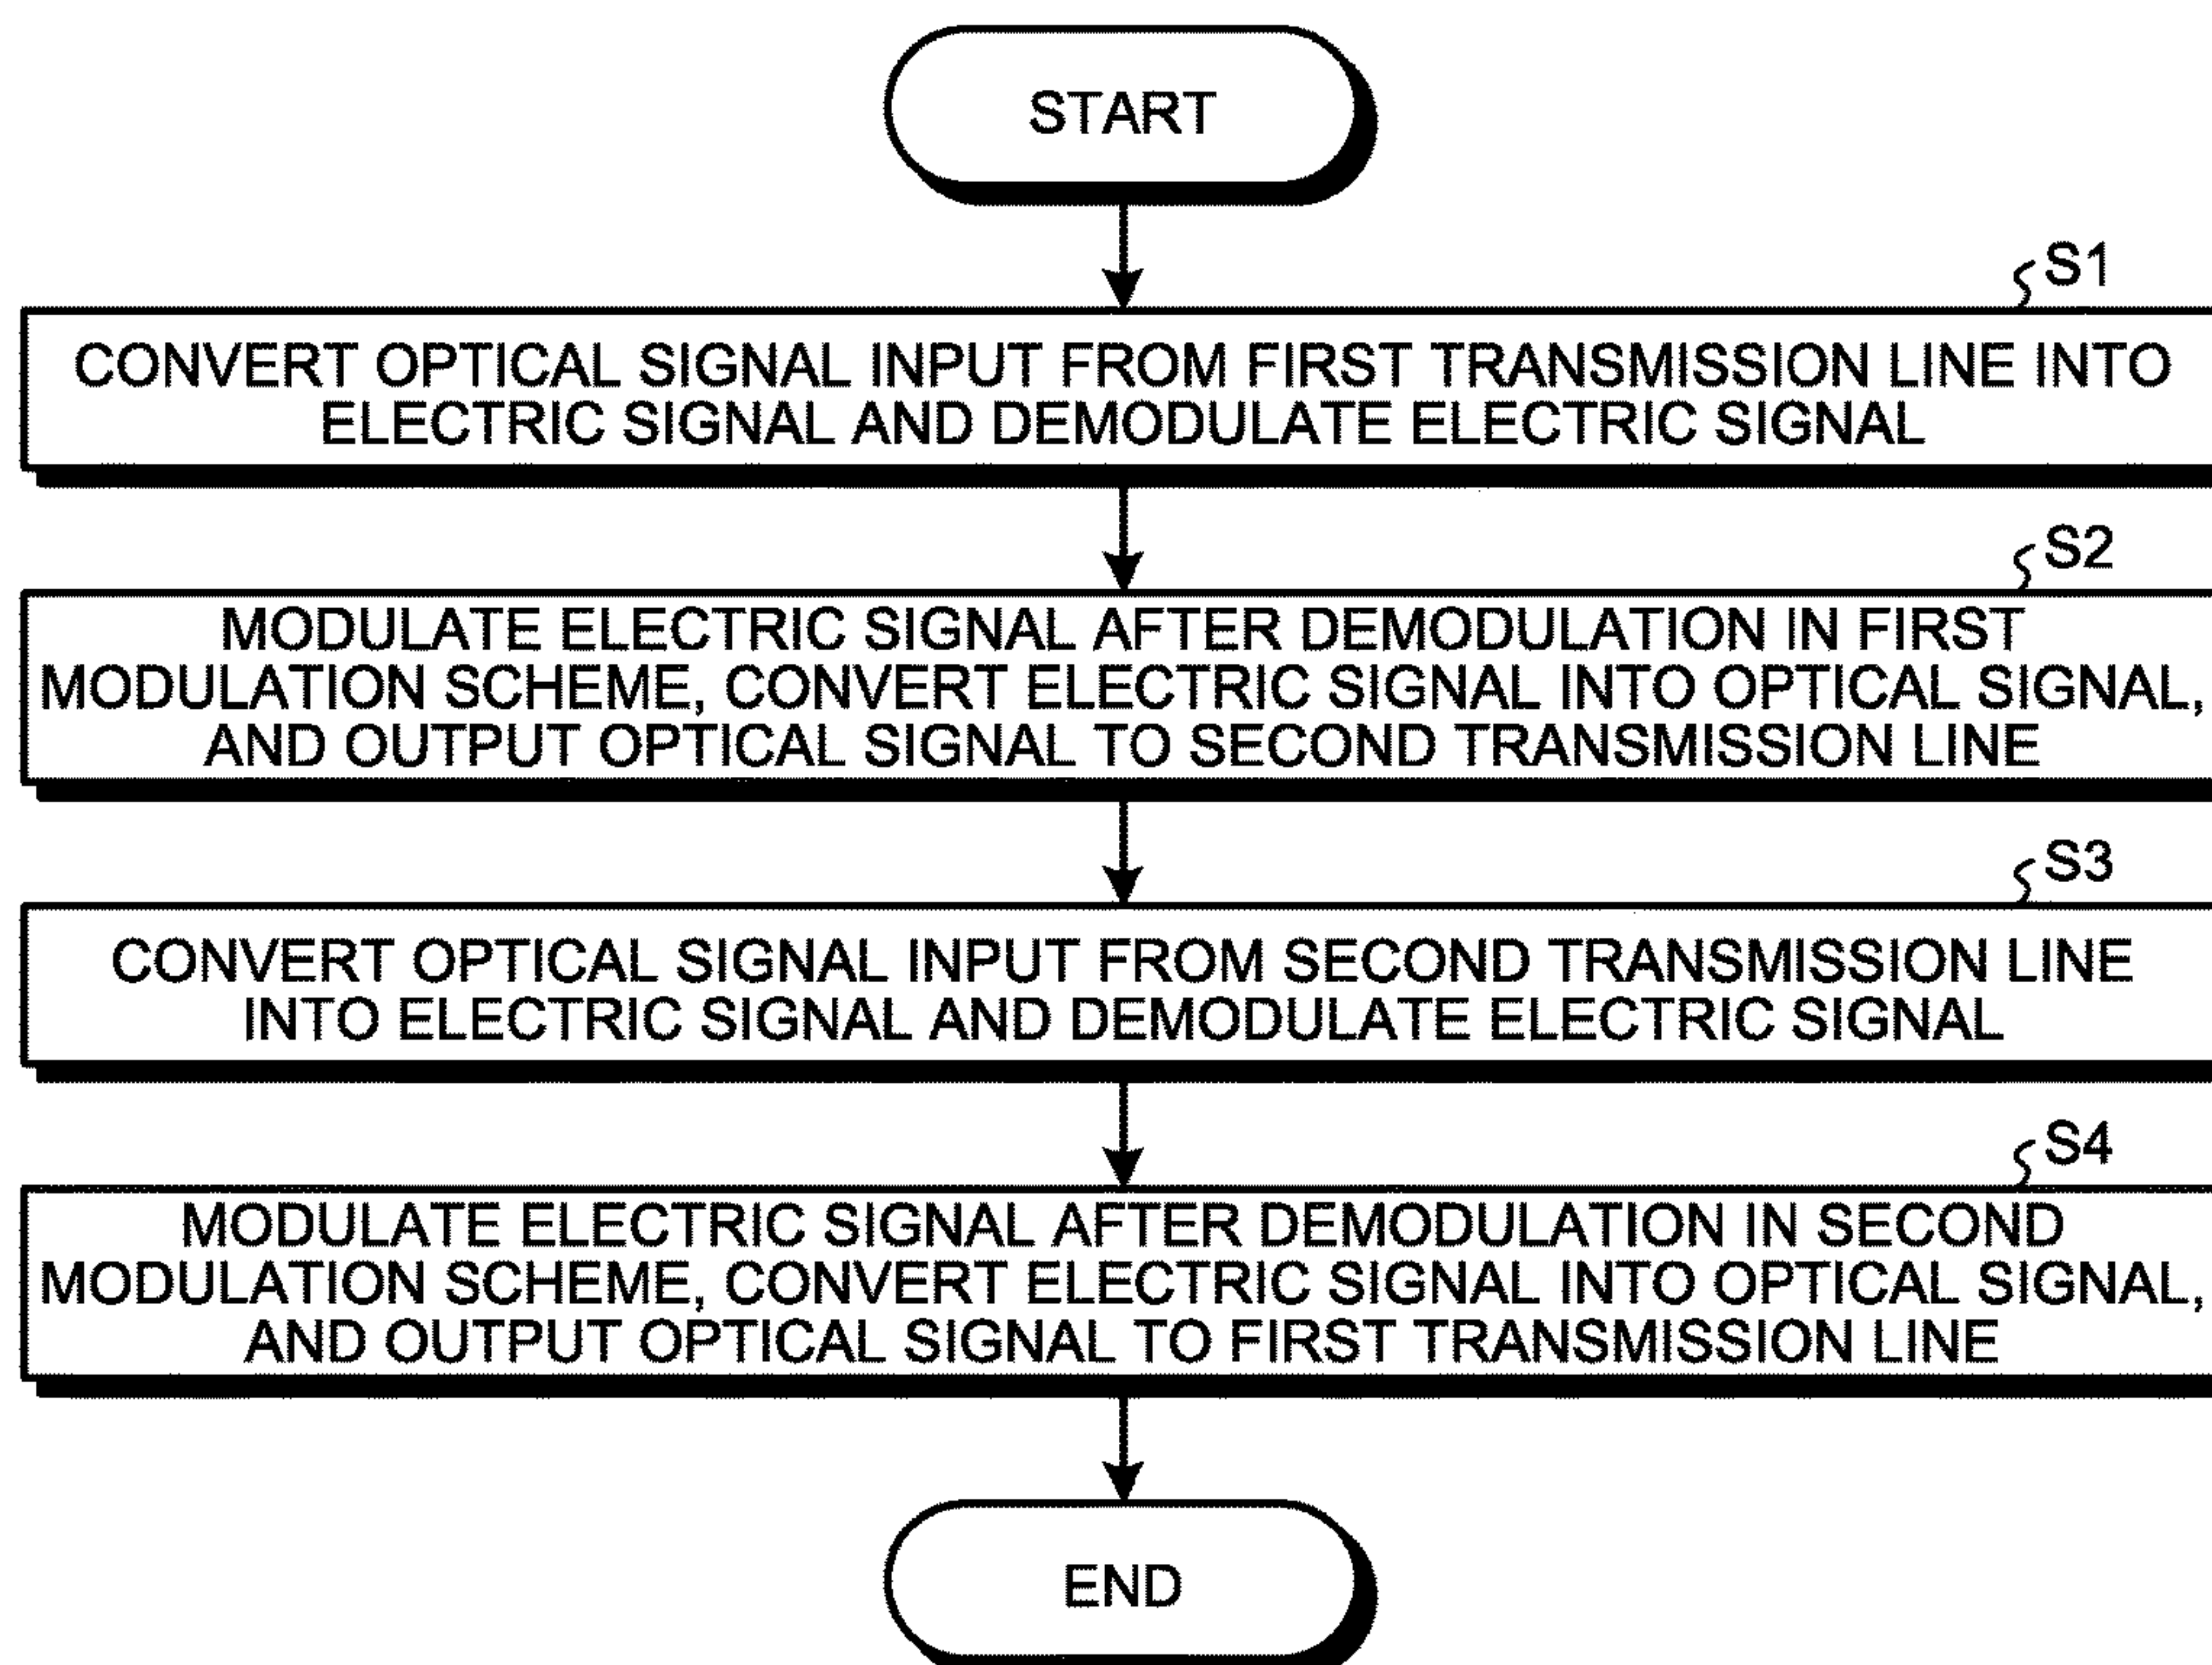 START
S1
CONVERT OPTICAL SIGNAL INPUT FROM FIRST TRANSMISSION LINE INTO
ELECTRIC SIGNAL AND DEMODULATE ELECTRIC SIGNAL
S2
MODULATE ELECTRIC SIGNAL AFTER DEMODULATION IN FIRST
MODULATION SCHEME, CONVERT ELECTRIC SIGNAL INTO OPTICAL SIGNAL,
AND OUTPUT OPTICAL SIGNAL TO SECOND TRANSMISSION LINE
S3
CONVERT OPTICAL SIGNAL INPUT FROM SECOND TRANSMISSION LINE
INTO ELECTRIC SIGNAL AND DEMODULATE ELECTRIC SIGNAL
S4
MODULATE ELECTRIC SIGNAL AFTER DEMODULATION IN SECOND
MODULATION SCHEME, CONVERT ELECTRIC SIGNAL INTO OPTICAL SIGNAL,
AND OUTPUT OPTICAL SIGNAL TO FIRST TRANSMISSION LINE
END